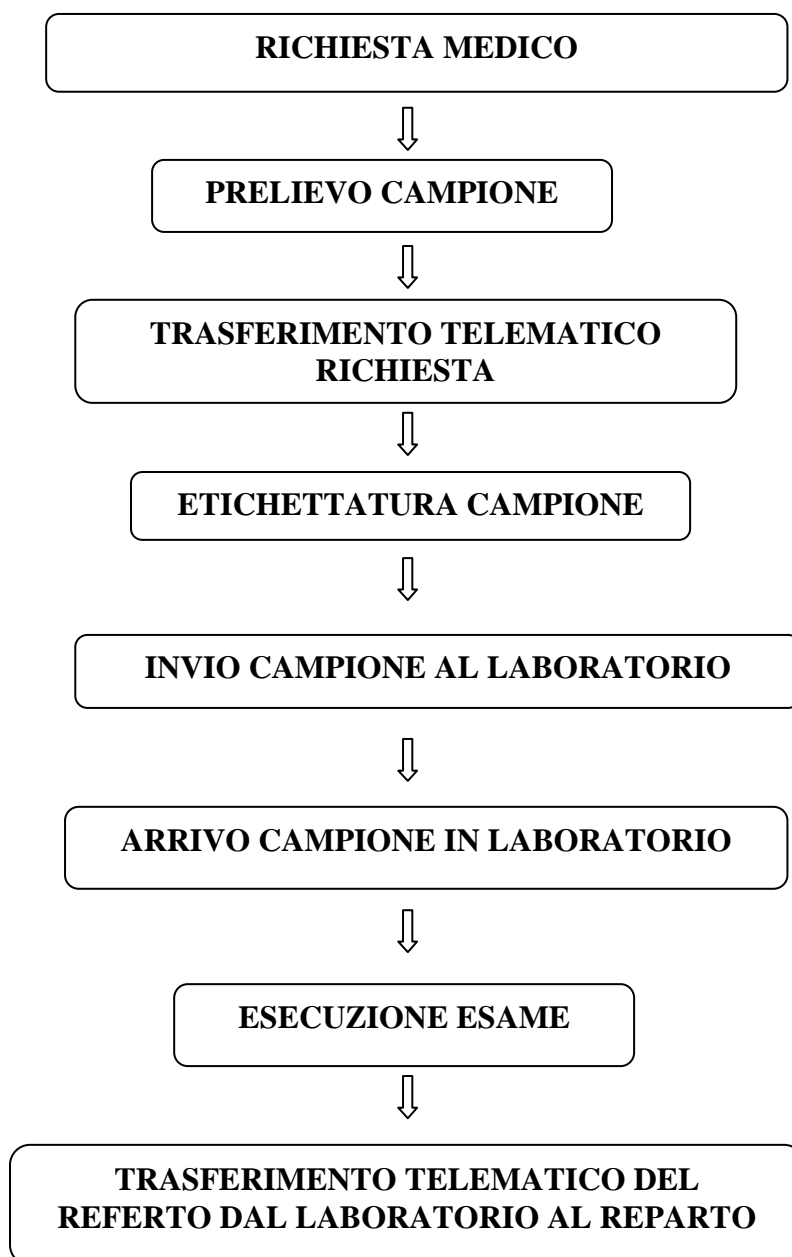 RICHIESTA MEDICO
PRELIEVO CAMPIONE
TRASFERIMENTO TELEMATICO
RICHIESTA
ETICHETTATURA CAMPIONE
INVIO CAMPIONE AL LABORATORIO
ARRIVO CAMPIONE IN LABORATORIO
ESECUZIONE ESAME
TRASFERIMENTO TELEMATICO DEL
REFERTO DAL LABORATORIO AL REPARTO